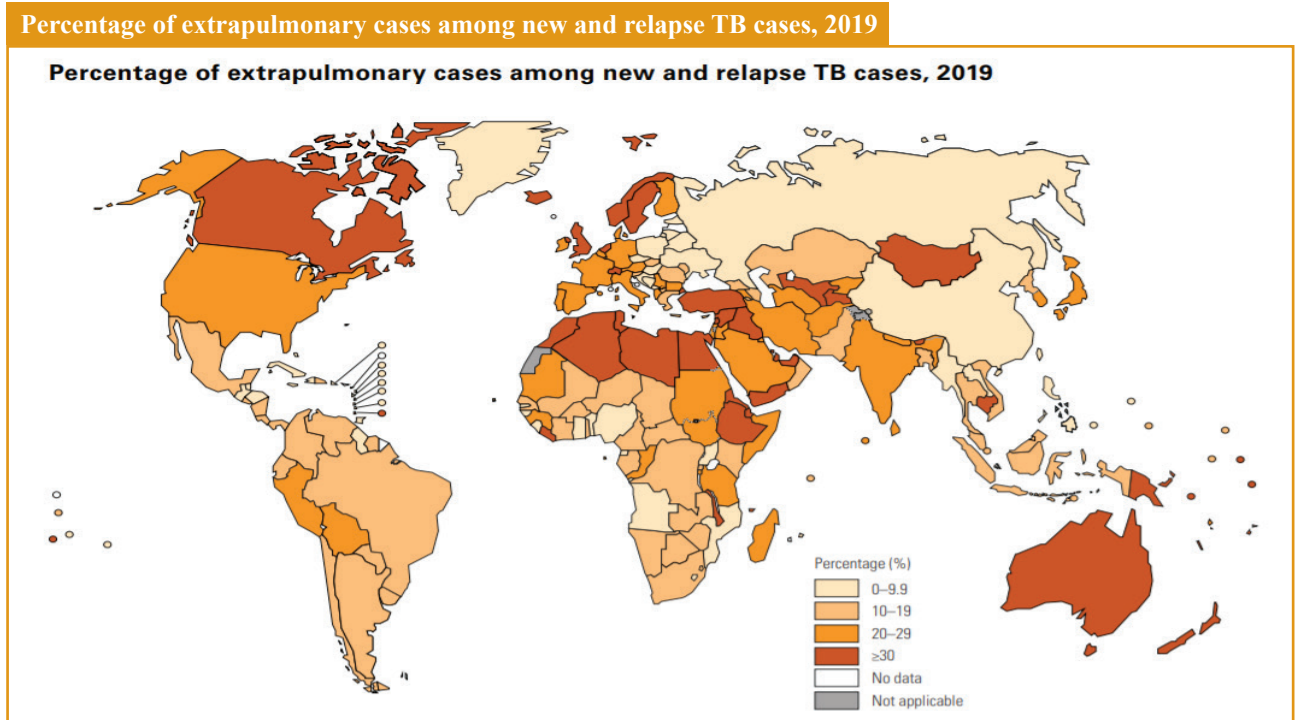 Percentage of extrapulmonary cases among new and relapse TB cases, 2019
Percentage of extrapulmonary cases among new and relapse TB cases, 2019
Percentage (%)
0–9.9
10–19
20–29
≥30
No data
Not applicable